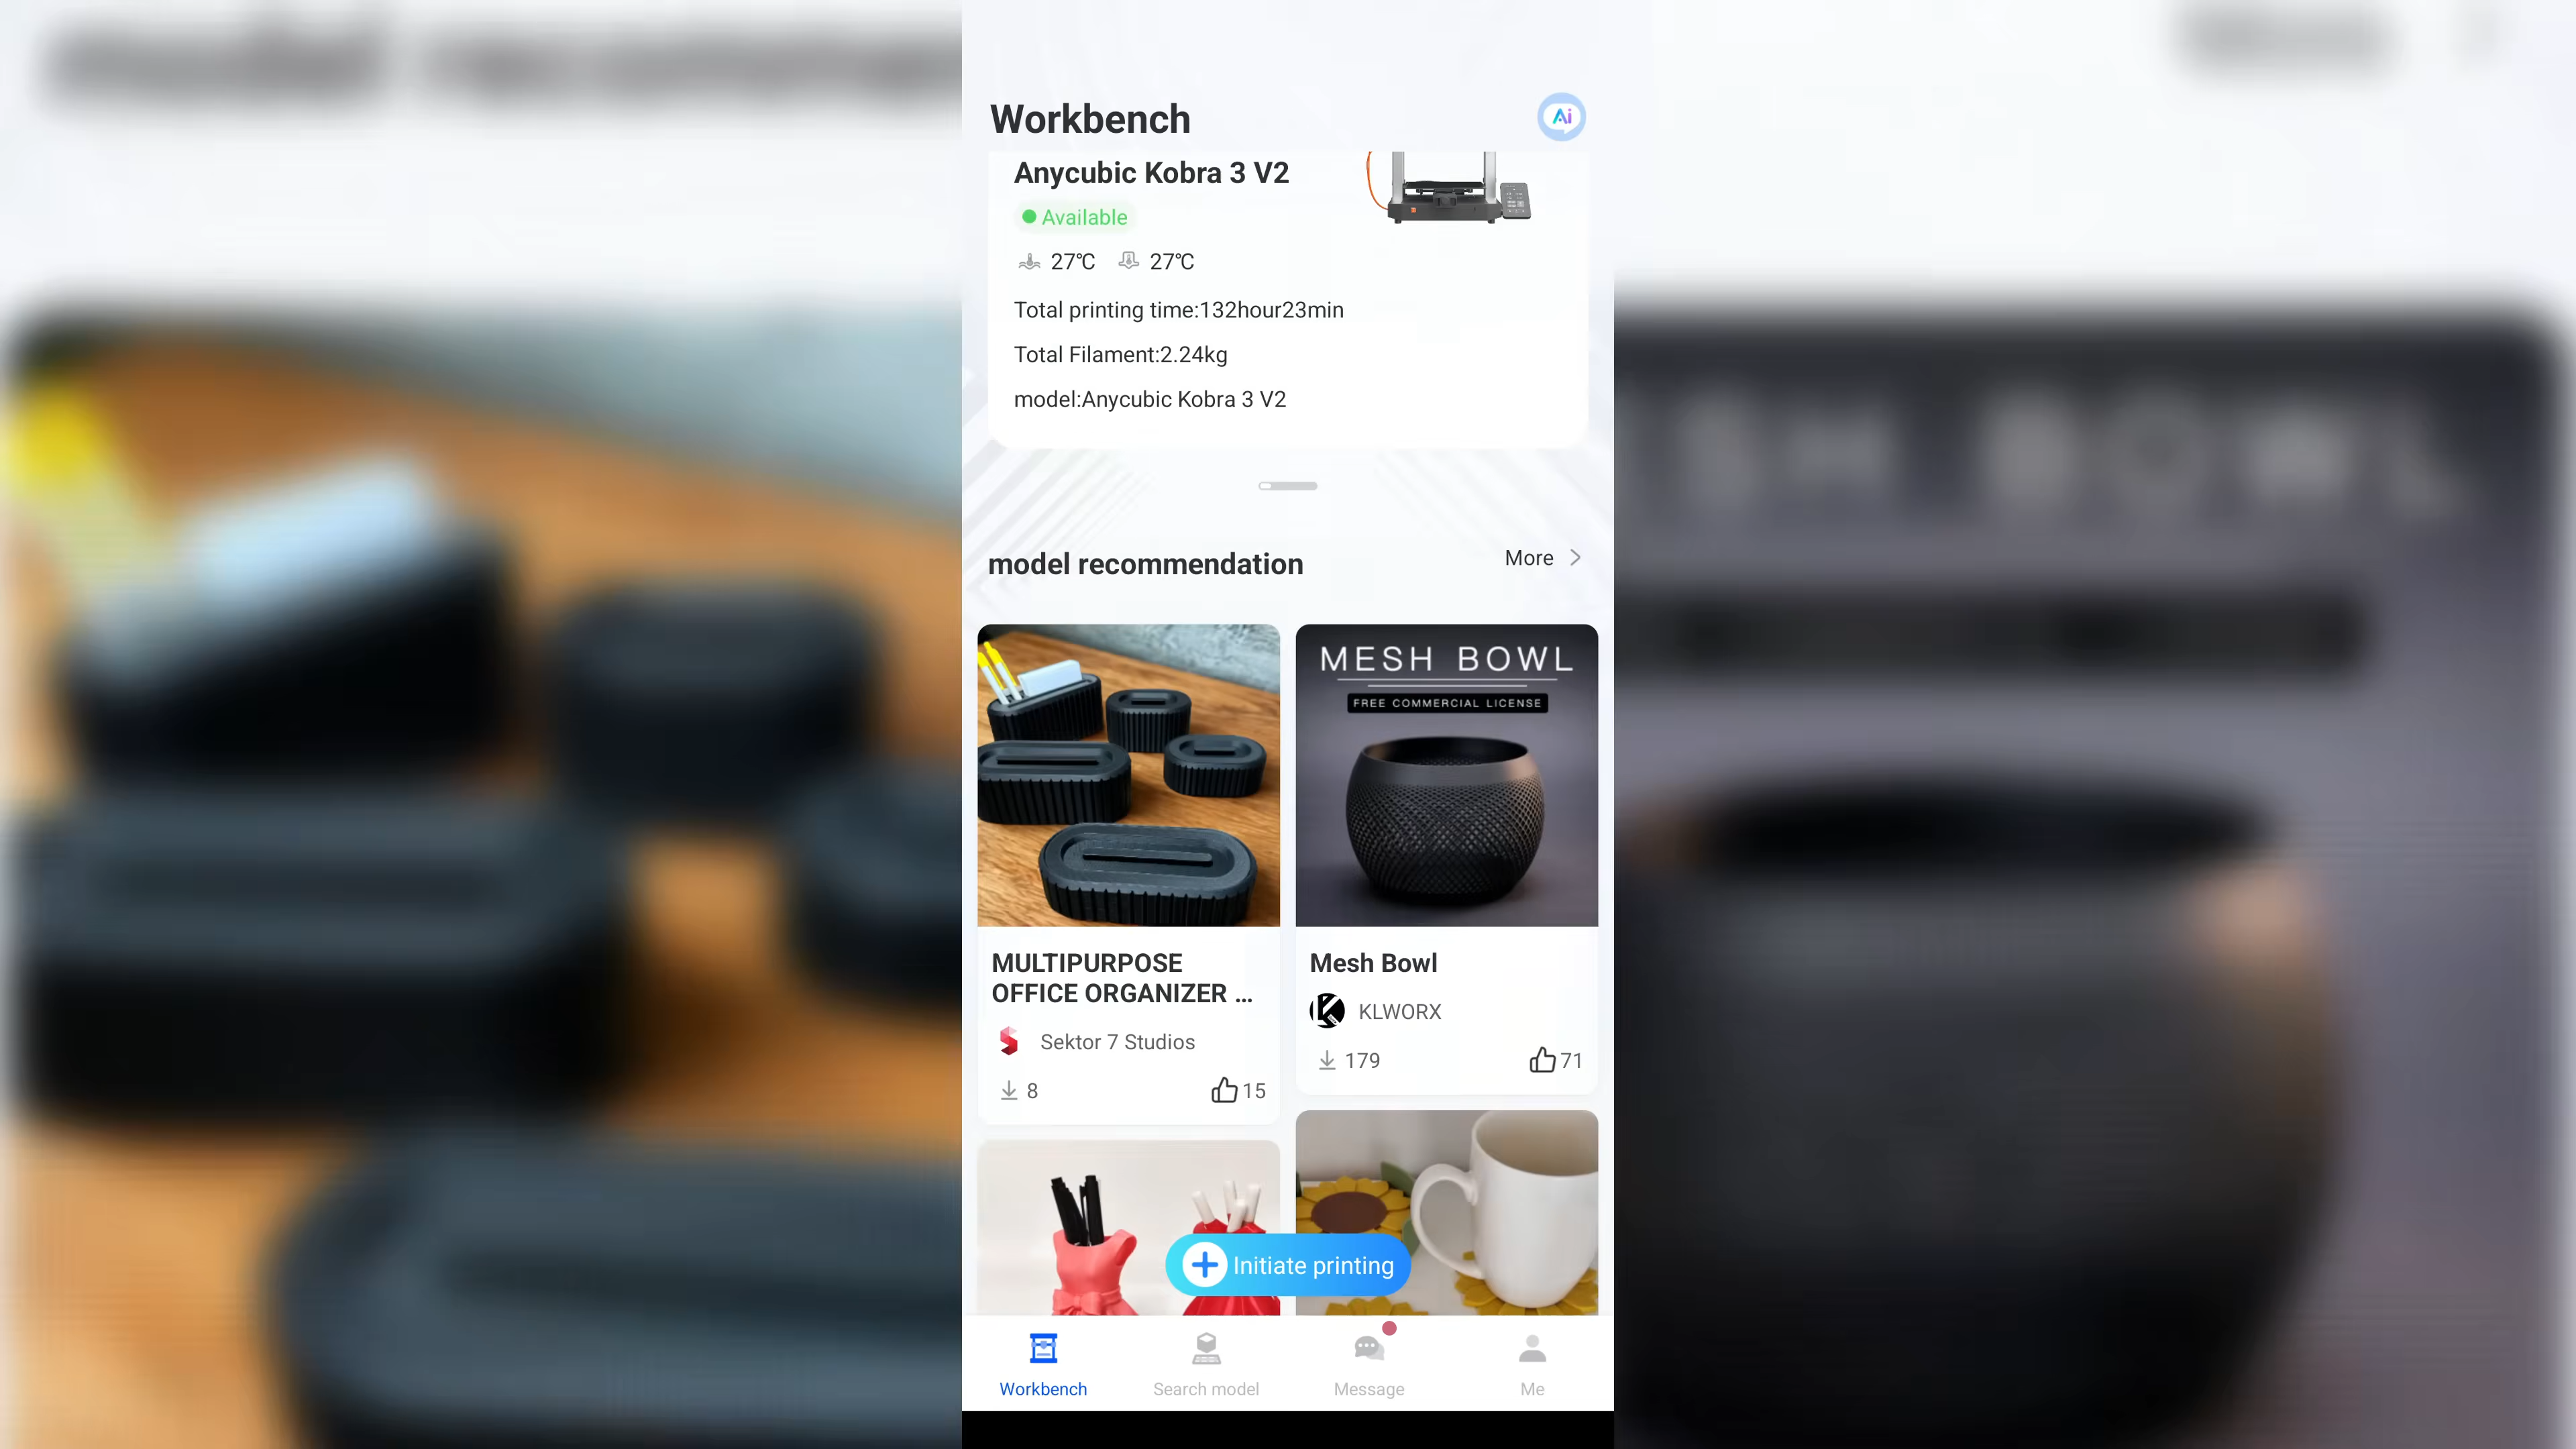 Workbench
Ai
Anycubic Kobra 3 V2
Available
27℃ 27℃
Total printing time:132hour23min
Total Filament:2.24kg
model:Anycubic Kobra 3 V2
model recommendation
More
MESH BOWL
FREE COMMERCIAL LICENSE
MULTIPURPOSE
OFFICE ORGANIZER ...
Sektor 7 Studios
8 15
Mesh Bowl
KLWORX
179 71
Initiate printing
Workbench Search model Message Me